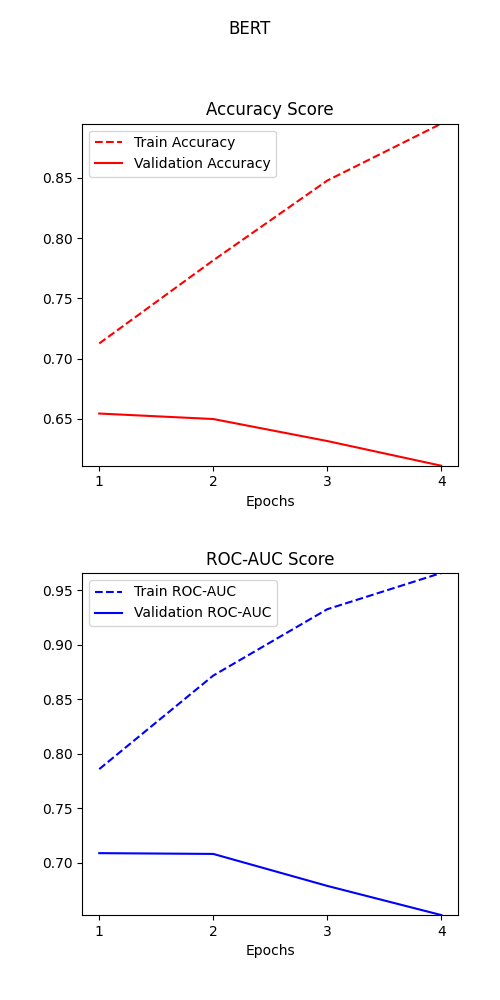 BERT
Accuracy Score
Train Accuracy
Validation Accuracy
0.85
0.80
0.75
0.70
0.65
1 2 3 4
Epochs
ROC-AUC Score
Train ROC-AUC
Validation ROC-AUC
0.95
0.90
0.85
0.80
0.75
0.70
1 2 3 4
Epochs